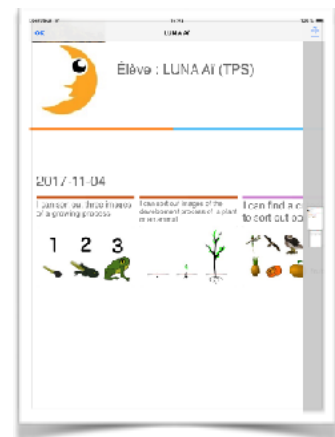 OK LUNA Aï
Élève : LUNA Aï (TPS)
2017-11-04
I can sort out three images
of a growing process
I can sort out images of the
development process of a plant
or an animal
I can find a
to sort out
1 2 3